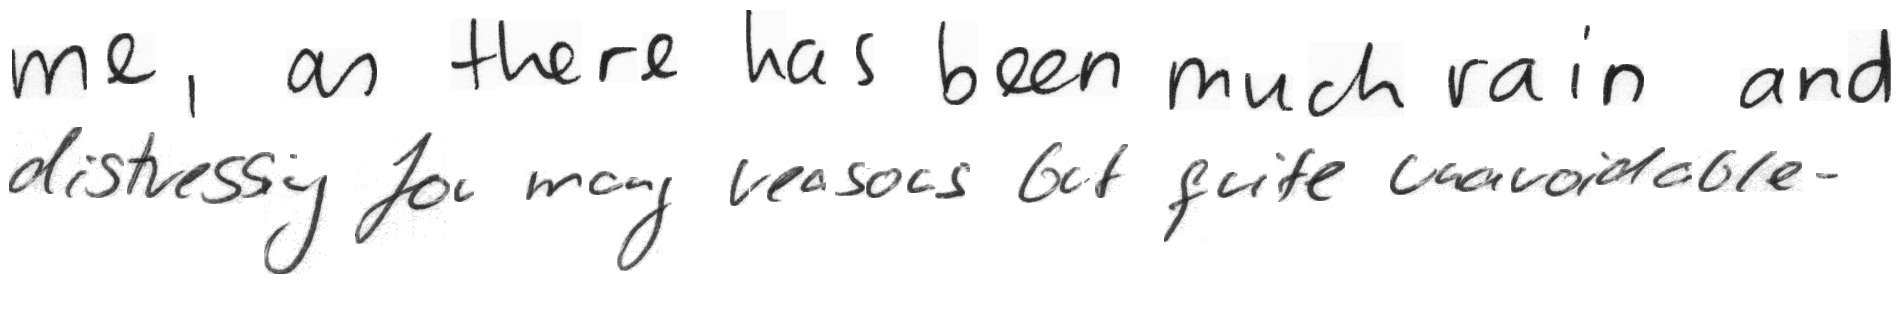 me, as there has been much rain and
distressing for many reasons but quite unavoidable-